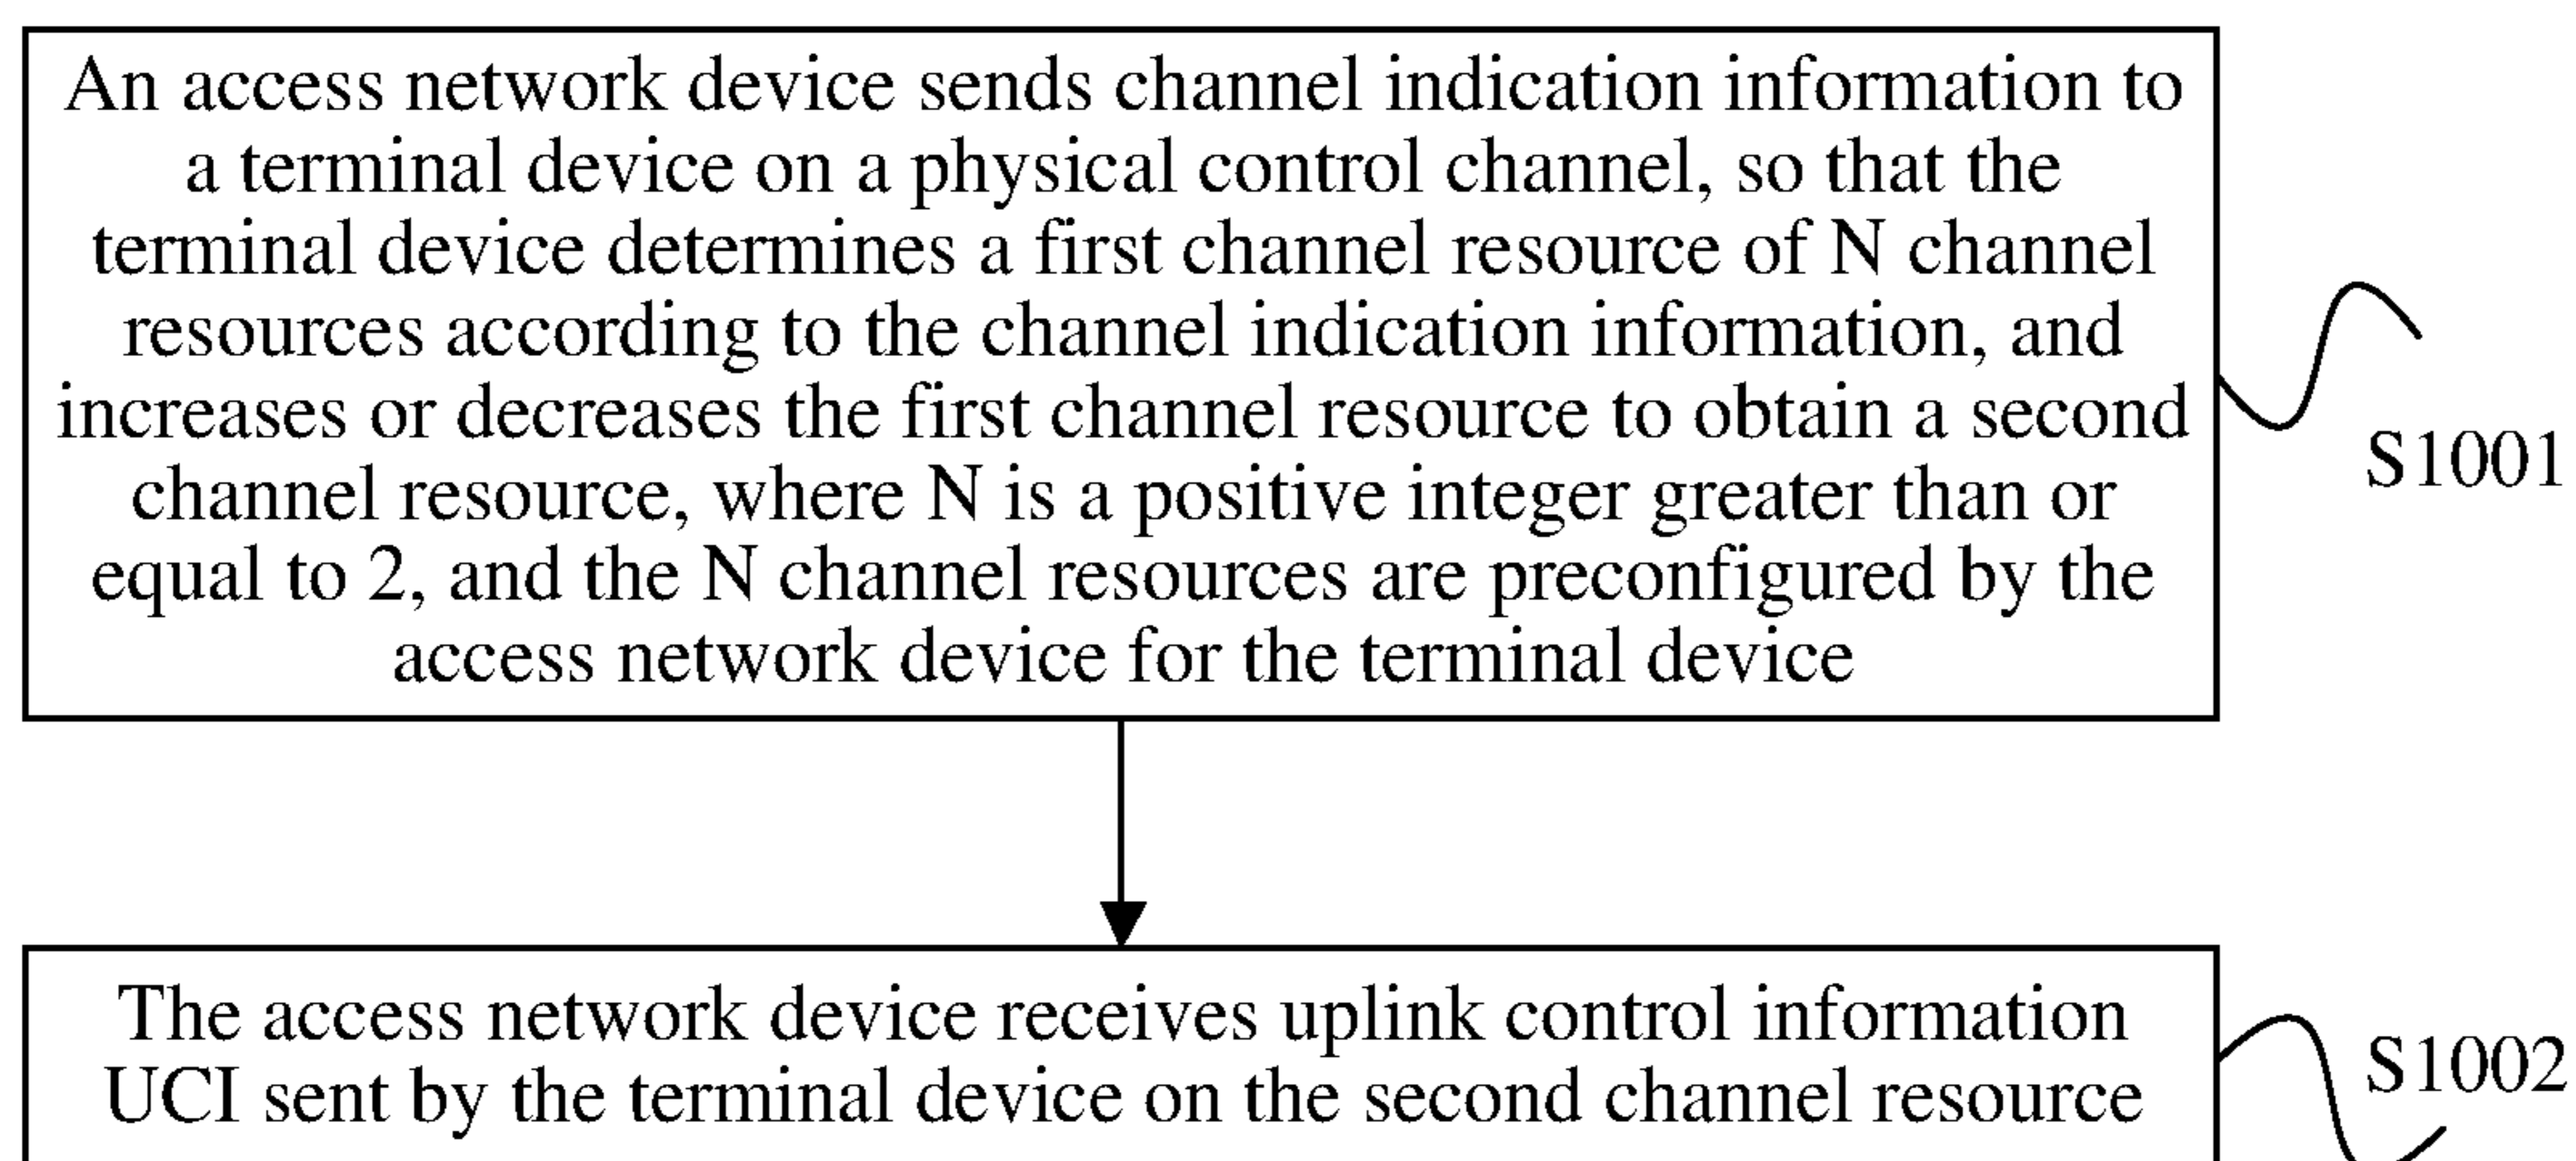 An access network device sends channel indication information to
a terminal device on a physical control channel, so that the
terminal device determines a first channel resource of N channel
resources according to the channel indication information, and
increases or decreases the first channel resource to obtain a second
channel resource, where N is a positive integer greater than or
equal to 2, and the N channel resources are preconfigured by the
access network device for the terminal device
S1001
The access network device receives uplink control information
UCI sent by the terminal device on the second channel resource
S1002